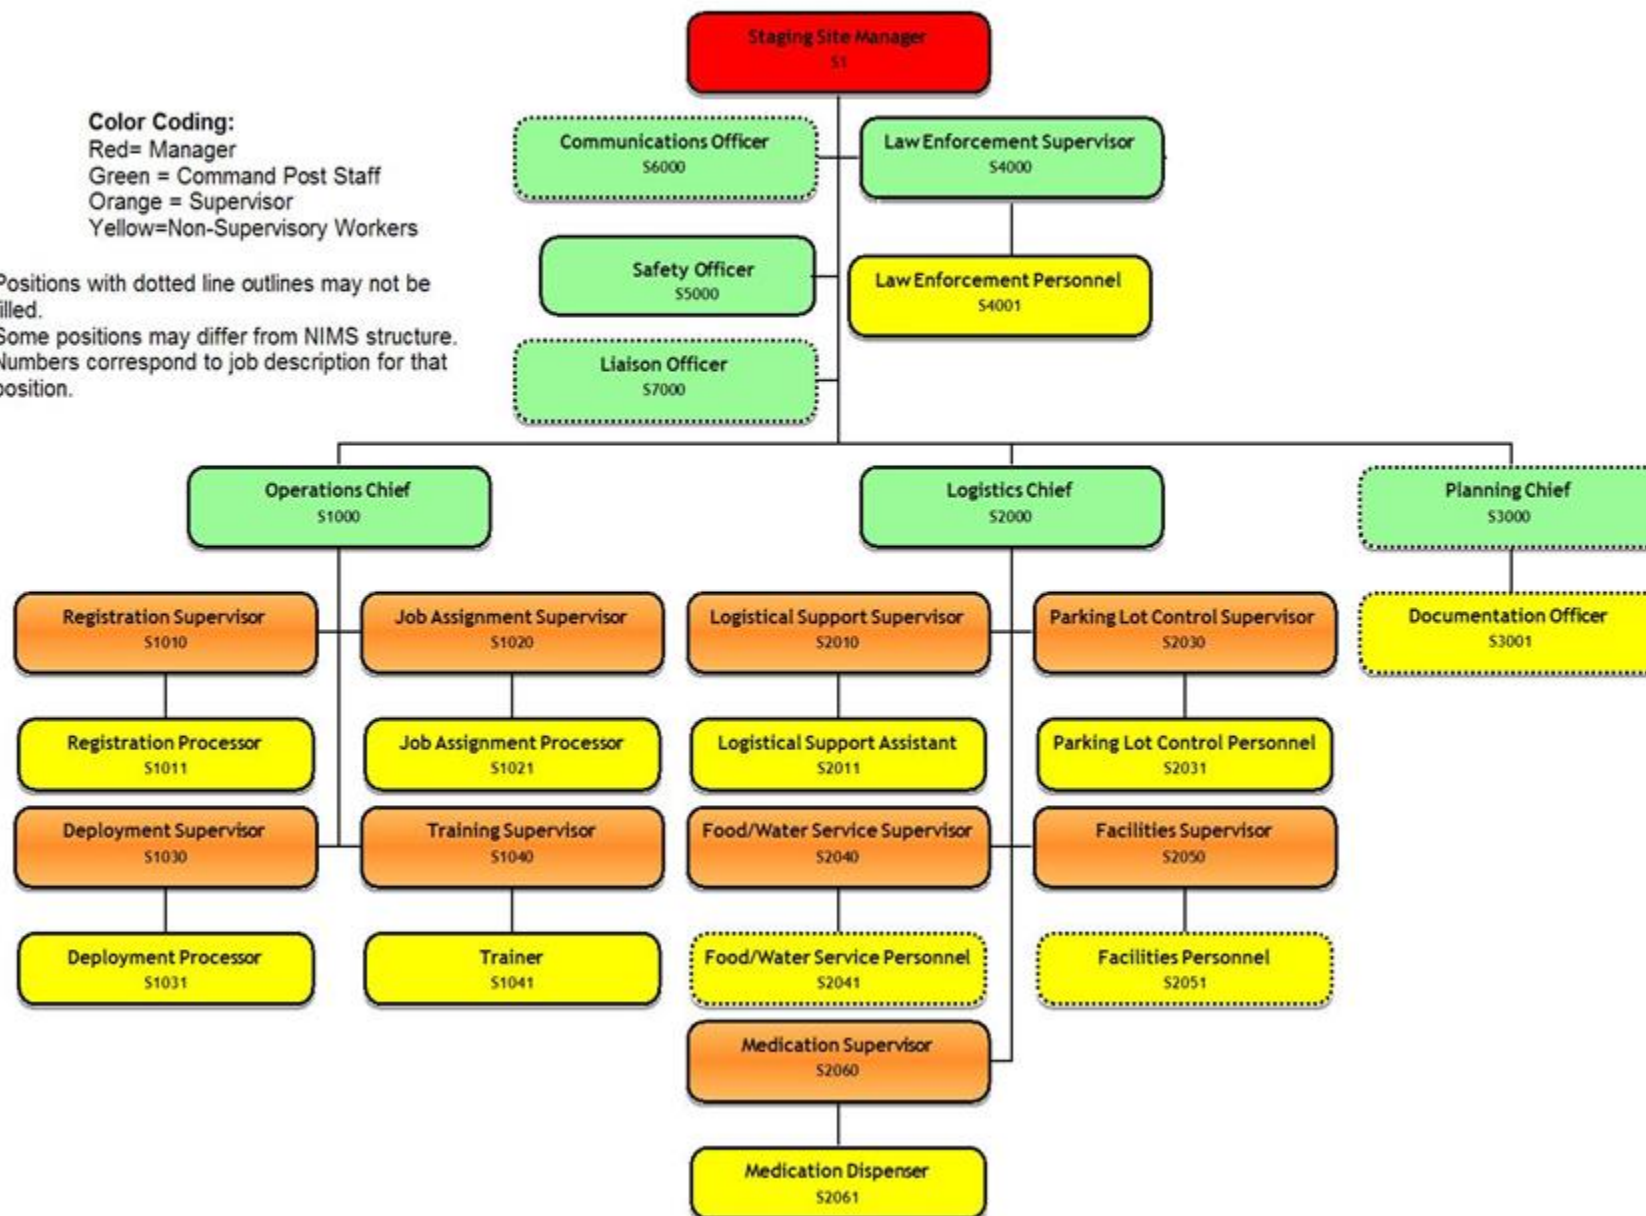 Staging Site Manager
S1
Color Coding:
Red= Manager
Green = Command Post Staff
Orange = Supervisor
Yellow=Non-Supervisory Workers
Positions with dotted line outlines may not be
filled.
Some positions may differ from NIMS structure.
Numbers correspond to job description for that
position.
Communications Officer
S6000
Law Enforcement Supervisor
S4000
Safety Officer
S5000
Law Enforcement Personnel
S4001
Liaison Officer
S7000
Operations Chief
S1000
Logistics Chief
S2000
Planning Chief
S3000
Registration Supervisor
S1010
Job Assignment Supervisor
S1020
Logistical Support Supervisor
S2010
Parking Lot Control Supervisor
S2030
Documentation Officer
S3001
Registration Processor
S1011
Job Assignment Processor
S1021
Logistical Support Assistant
S2011
Parking Lot Control Personnel
S2031
Deployment Supervisor
S1030
Training Supervisor
S1040
Food/Water Service Supervisor
S2040
Facilities Supervisor
S2050
Deployment Processor
S1031
Trainer
S1041
Food/Water Service Personnel
S2041
Facilities Personnel
S2051
Medication Supervisor
S2060
Medication Dispenser
S2061